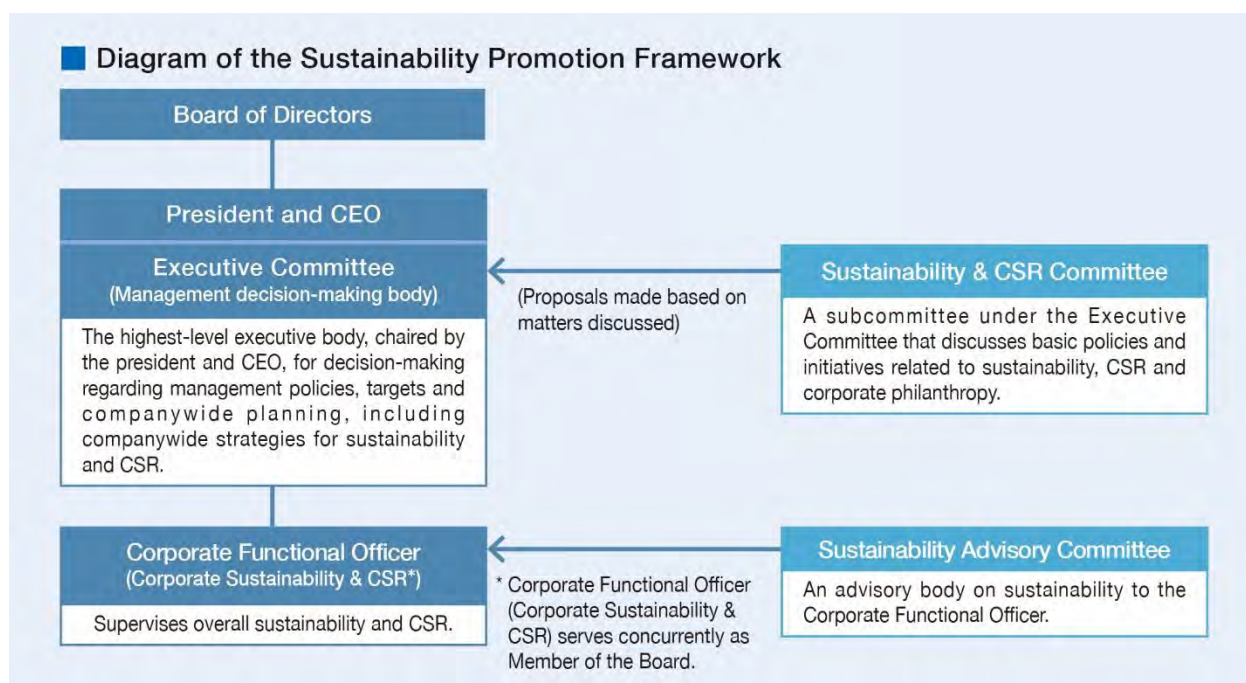 Diagram of the Sustainability Promotion Framework
Board of Directors
President and CEO
Executive Committee
(Management decision-making body)
The highest-level executive body, chaired by
the president and CEO, for decision-making
regarding management policies, targets and
companywide planning, including
companywide strategies for sustainability
and CSR.
(Proposals made based on
matters discussed)
Sustainability & CSR Committee
A subcommittee under the Executive
Committee that discusses basic policies and
initiatives related to sustainability, CSR and
corporate philanthropy.
Corporate Functional Officer
(Corporate Sustainability & CSR*)
Supervises overall sustainability and CSR.
* Corporate Functional Officer
(Corporate Sustainability &
CSR) serves concurrently as
Member of the Board.
Sustainability Advisory Committee
An advisory body on sustainability to the
Corporate Functional Officer.